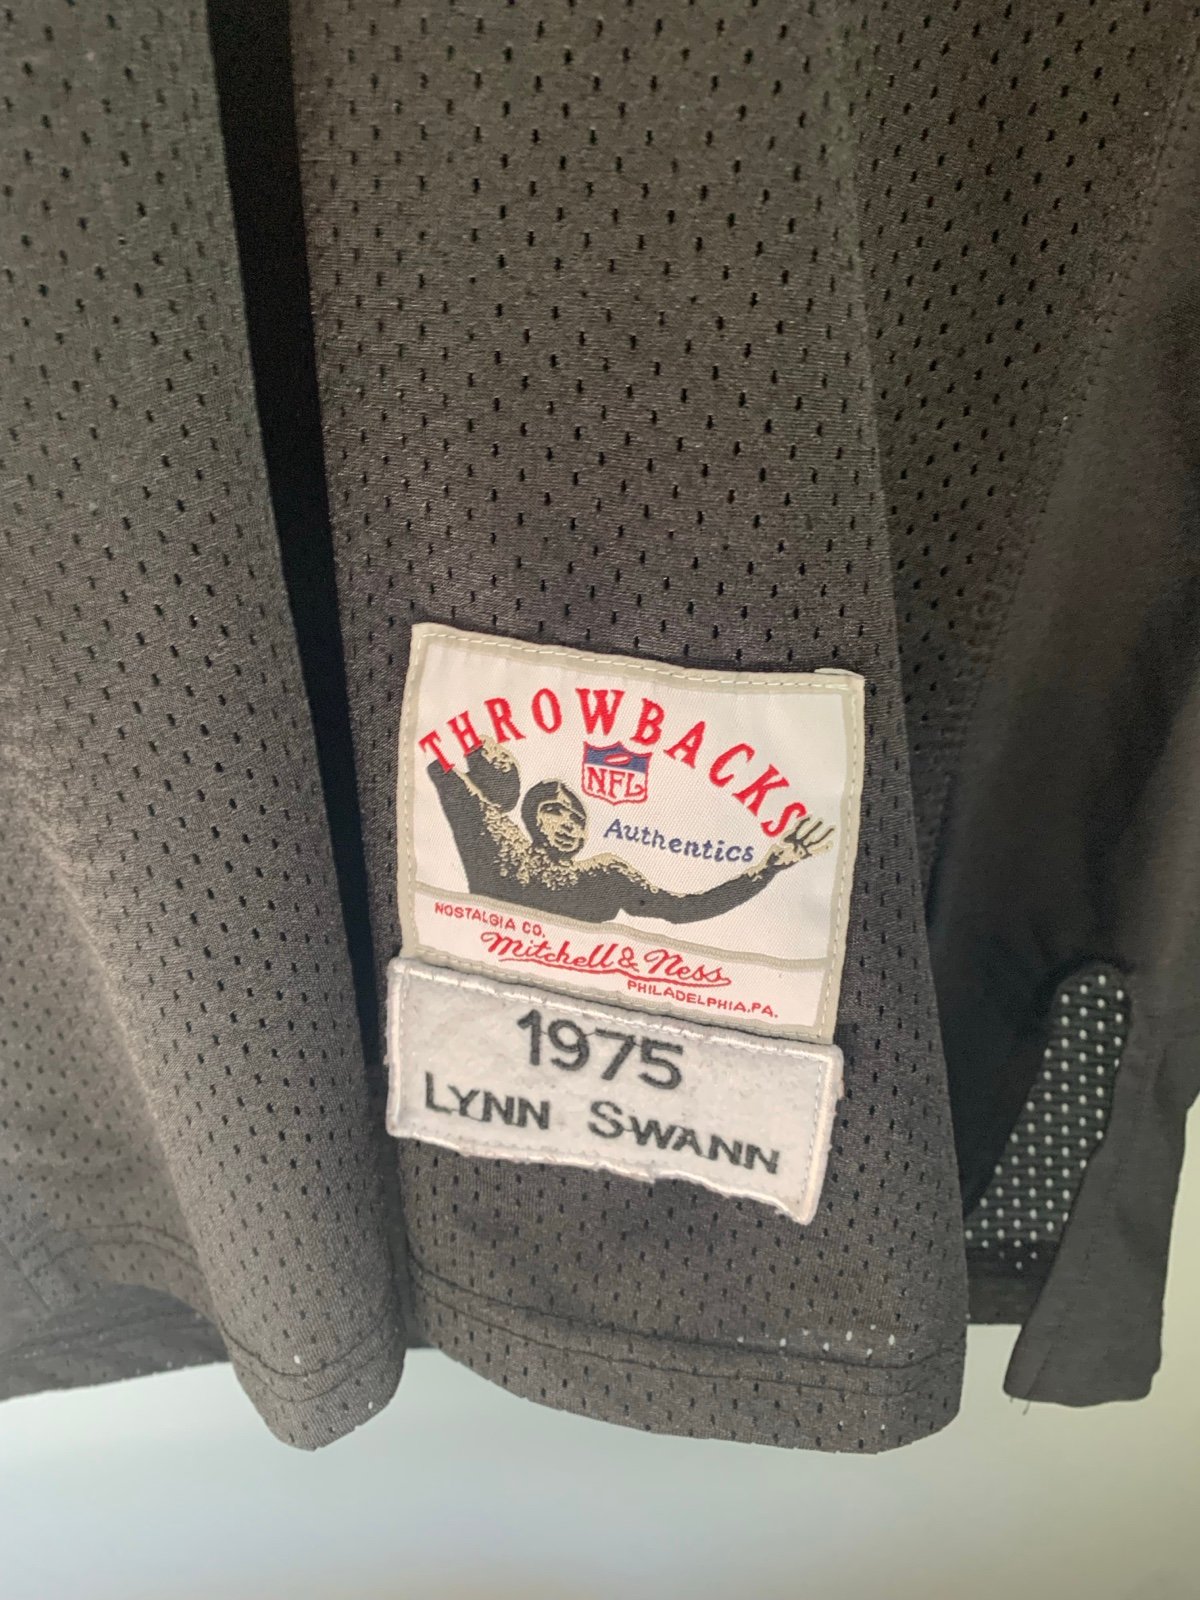 THROWBACKS
NFL
Authentics
NOSTALGIA CO.
Mitchell & Ness
PHILADELPHIA, PA.
1975
LYNN SWANN